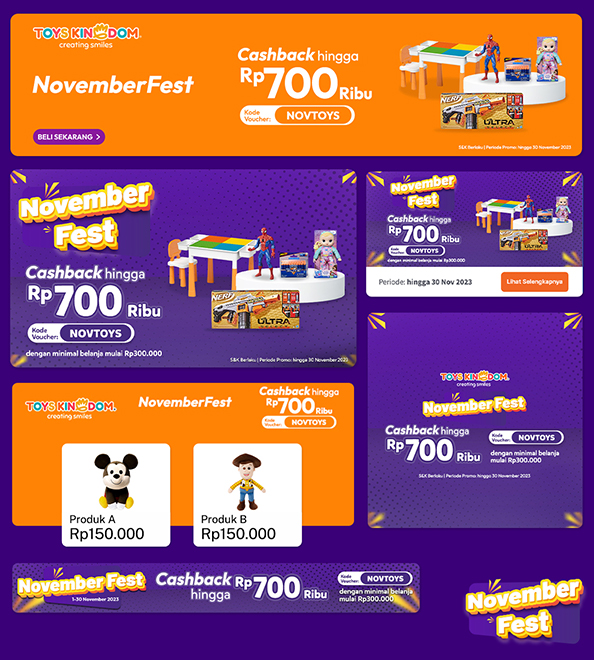 TOYS KINGDOM.
creating smiles
NovemberFest
BELI SEKARANG >
Cashback hingga
Rp700 Ribu
Kode Voucher: NOVTOYS
NERF
ULTRA
S&K Berlaku | Periode Promo: hingga 30 November 2023
November
Fest
Cashback hingga
Rp700 Ribu
Kode Voucher: NOVTOYS
dengan minimal belanja mulai Rp300.000
NERF
ULTRA
S&K Berlaku | Periode Promo: hingga 30 November 2023
November
Fest
Cashback hingga
Rp700 Ribu
Kode Voucher: NOVTOYS
dengan minimal belanja mulai Rp300.000
NERF
ULTRA
Periode: hingga 30 Nov 2023
Lihat Selengkapnya
TOYS KINGDOM.
creating smiles
November Fest
Cashback hingga
Rp700 Ribu
Kode Voucher: NOVTOYS
dengan minimal belanja
mulai Rp300.000
S&K Berlaku | Periode Promo: hingga 30 November 2023
TOYS KINGDOM.
creating smiles
NovemberFest
Cashback hingga
Rp700 Ribu
Kode Voucher: NOVTOYS
Produk A
Rp150.000
Produk B
Rp150.000
November Fest
1-30 November 2023
Cashback
hingga
Rp700 Ribu
Kode Voucher: NOVTOYS
dengan minimal belanja
mulai Rp300.000
November
Fest